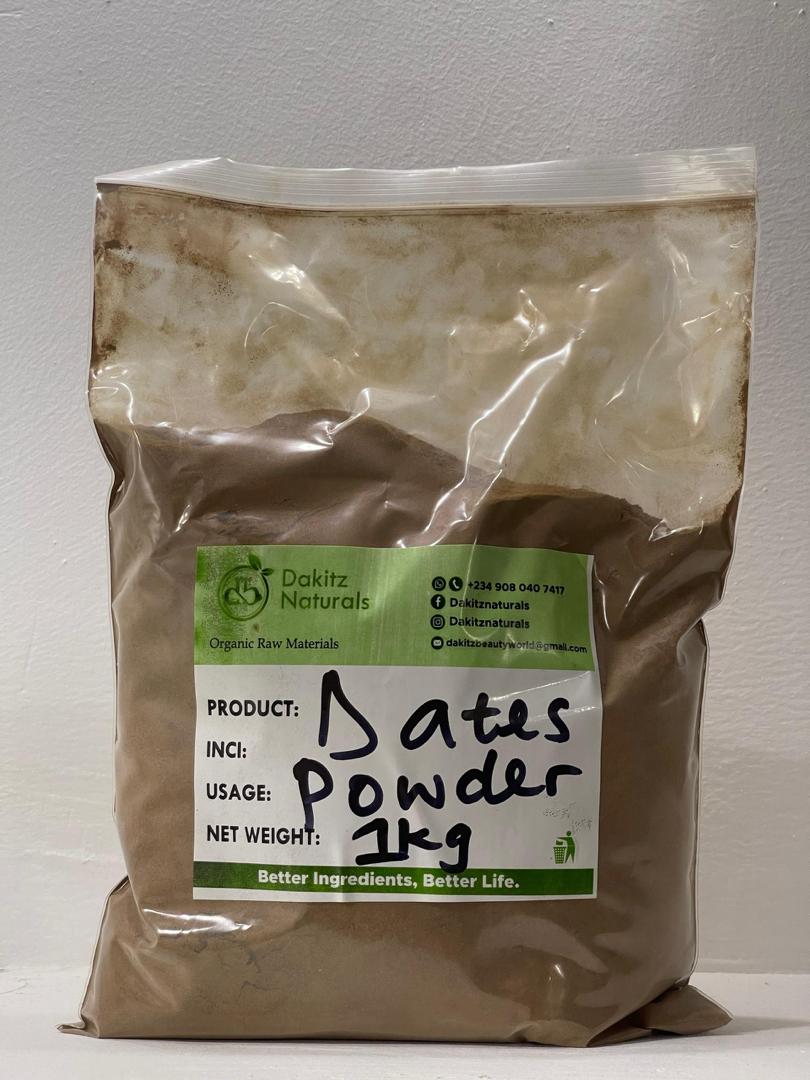 Dakitz
Naturals
Organic Raw Materials
+234 908 040 7417
Dakitznaturals
Dakitznaturals
dakitzbeautyworld@gmail.com
PRODUCT: Dates
INCI:
USAGE: Powder
NET WEIGHT: 1kg
Better Ingredients, Better Life.